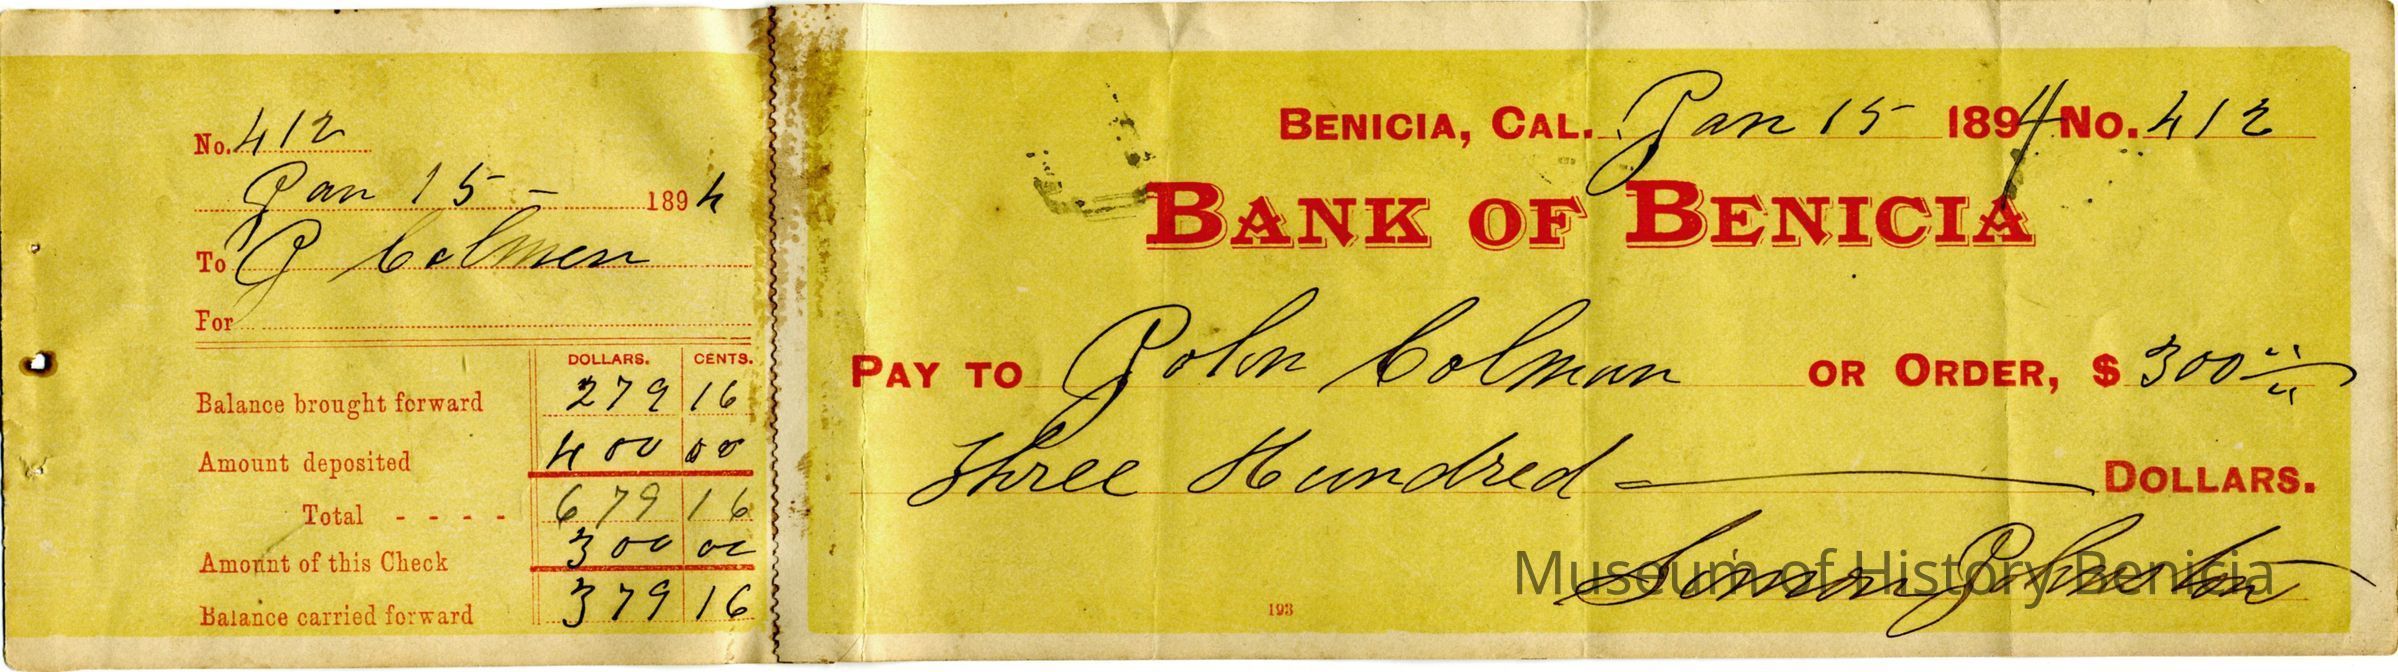 No. 412
Jan 15 - 1894
To J Colmen
For
DOLLARS. CENTS.
Balance brought forward 279 16
Amount deposited 400 00
Total - - - - 679 16
Amount of this Check 300 00
Balance carried forward 379 16
BENICIA, CAL. Jan 15 1894 No. 412
BANK OF BENICIA
PAY TO John Colman OR ORDER, $ 300
Three Hundred DOLLARS.
Simon Johnston
Museum of History Benicia
193